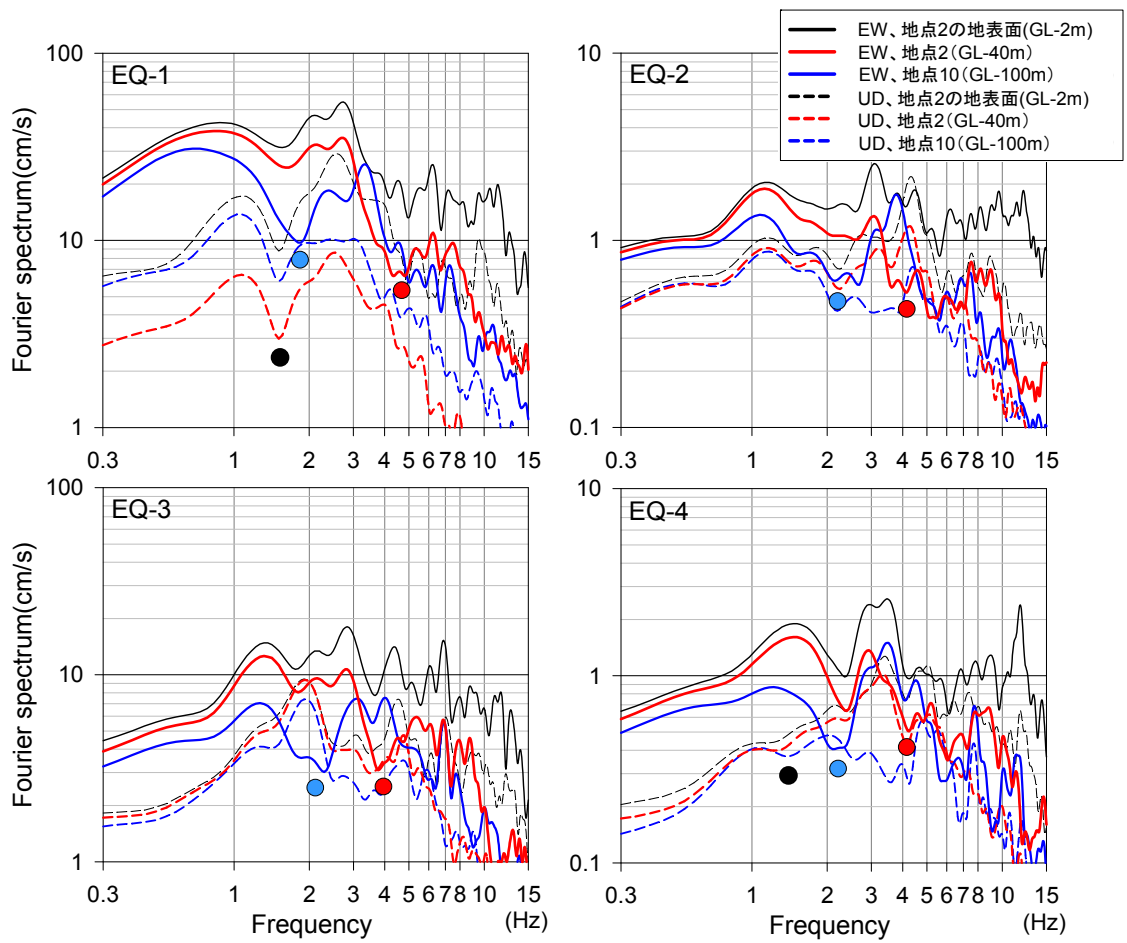 EW、地点2の地表面(GL-2m)
EW、地点2(GL-40m)
EW、地点10(GL-100m)
UD、地点2の地表面(GL-2m)
UD、地点2(GL-40m)
UD、地点10(GL-100m)
EQ-1
Fourier spectrum(cm/s)
100
10
1
0.3 1 2 3 4 5 6 7 8 10 15
EQ-2
10
1
0.1
0.3 1 2 3 4 5 6 7 8 10 15
EQ-3
Fourier spectrum(cm/s)
100
10
1
0.3 1 2 3 4 5 6 7 8 10 15
Frequency (Hz)
EQ-4
10
1
0.1
0.3 1 2 3 4 5 6 7 8 10 15
Frequency (Hz)